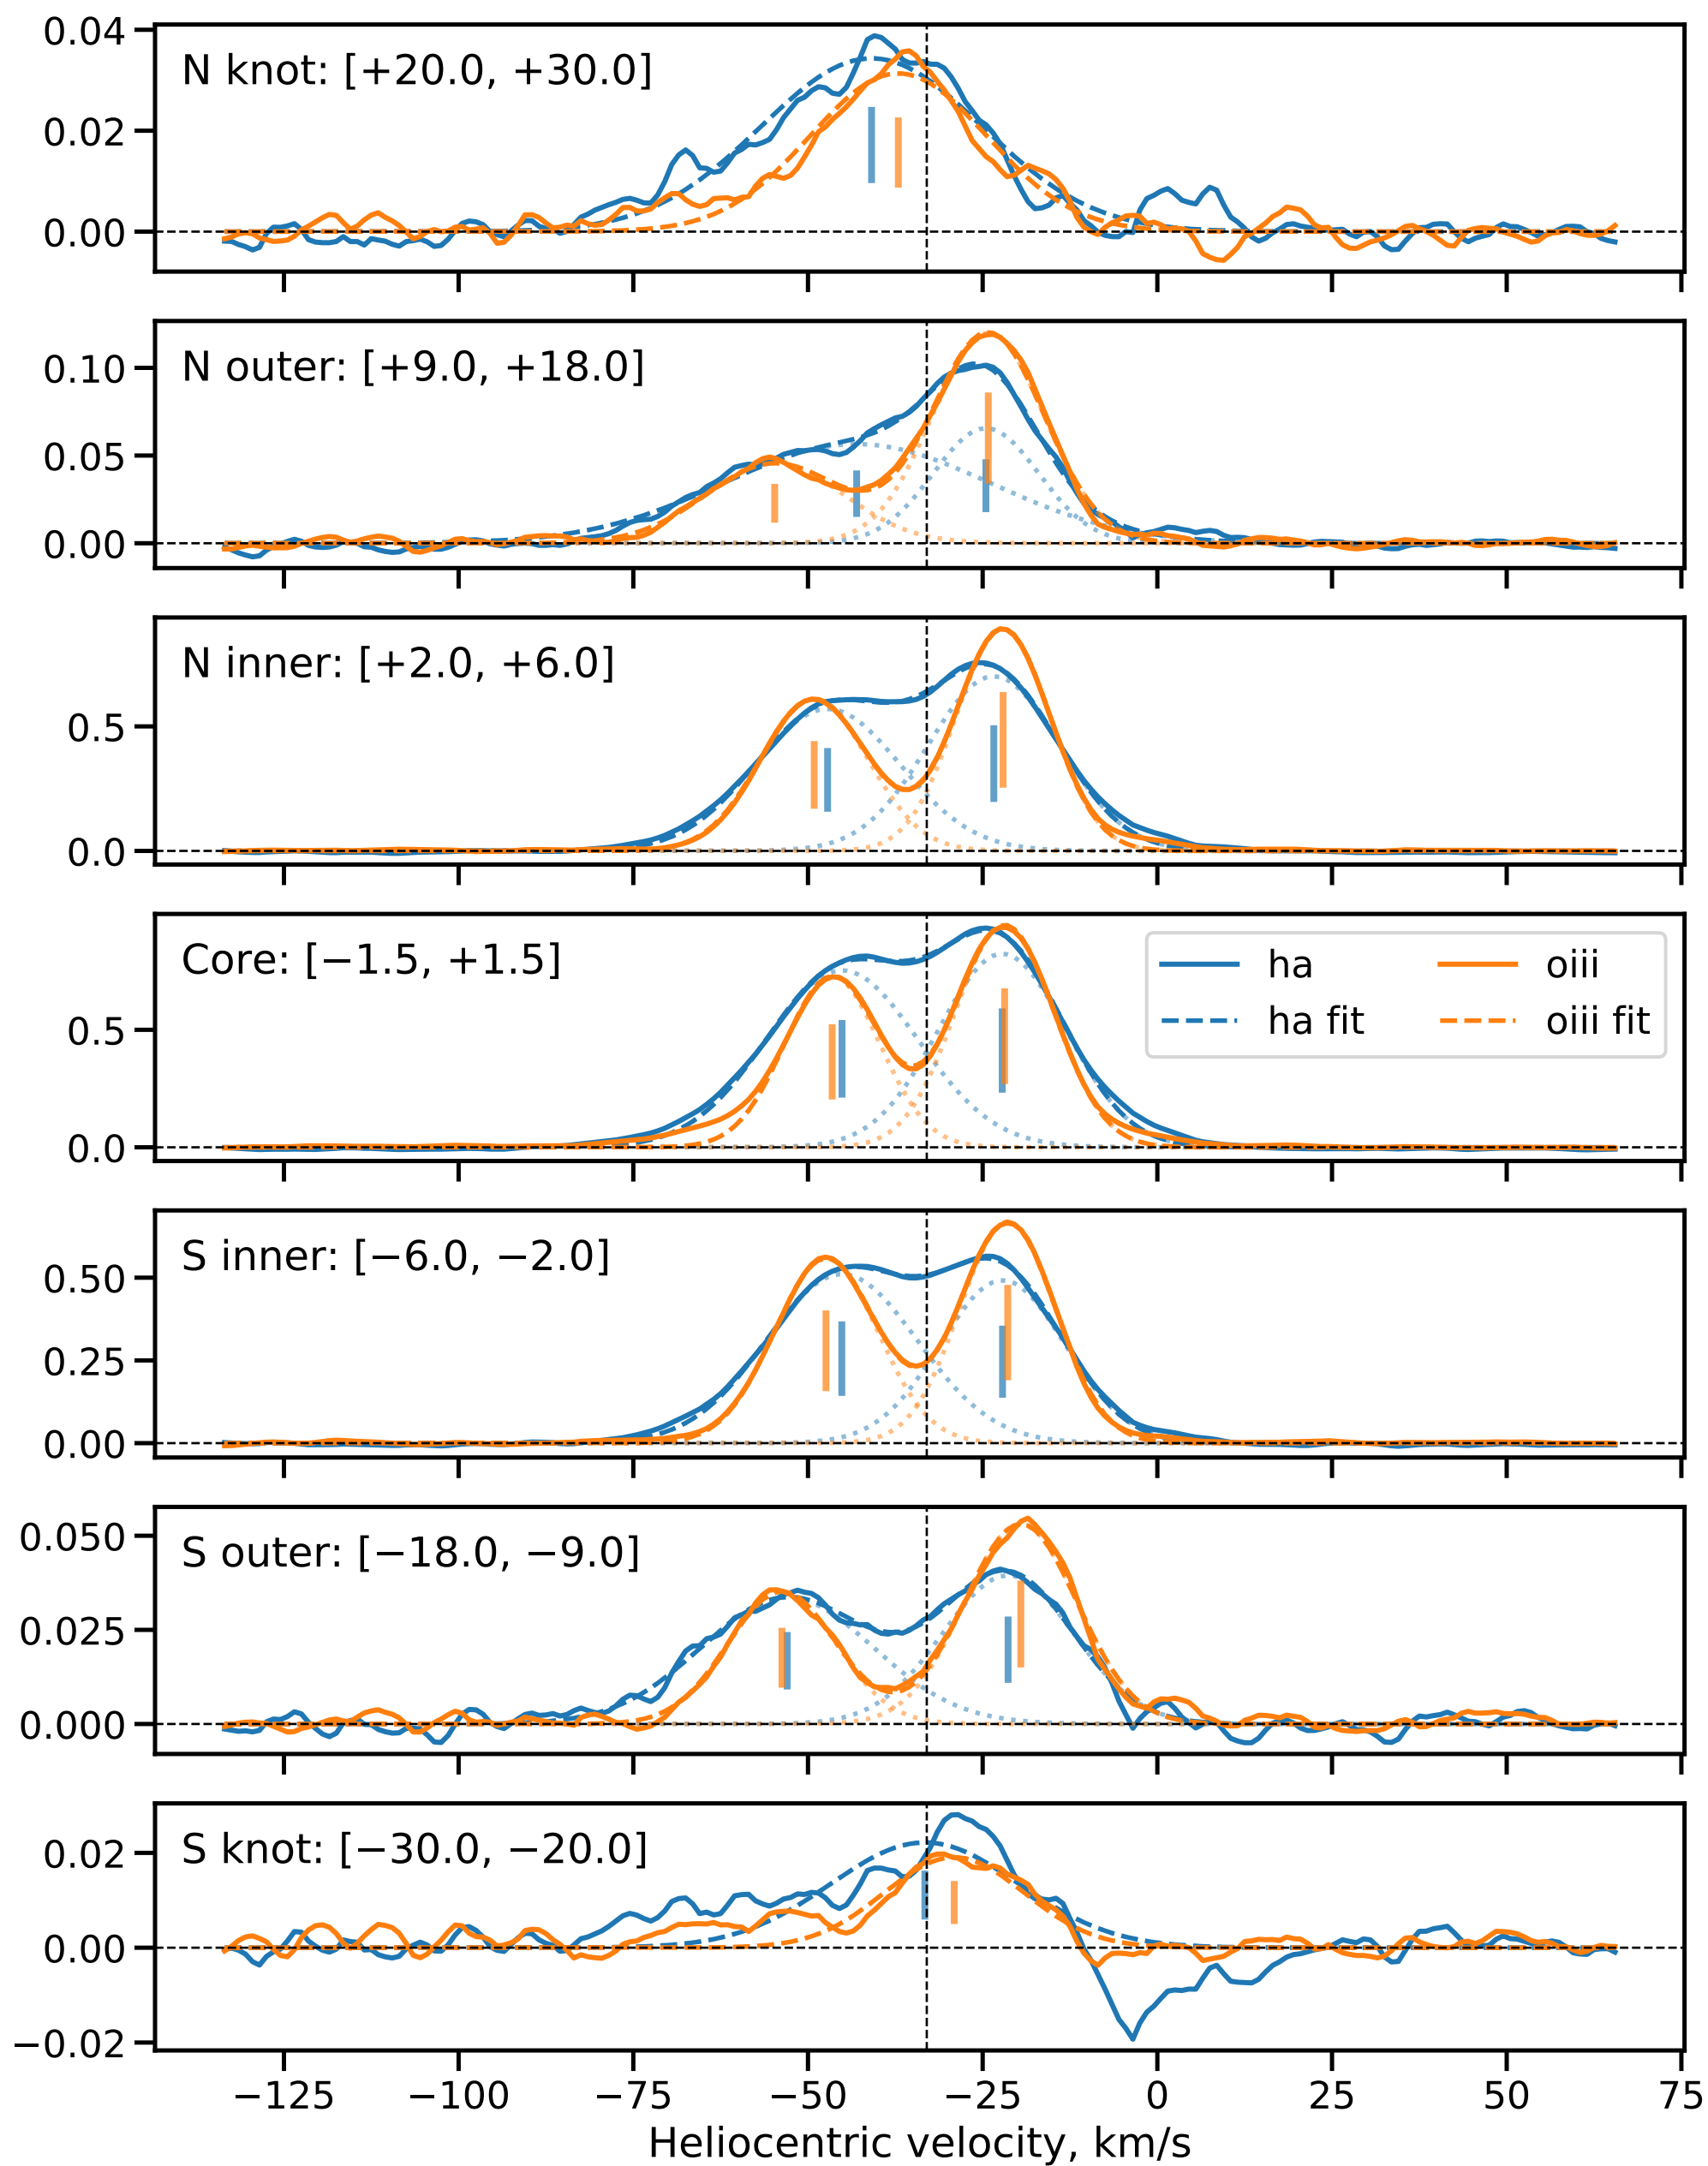 0.04
N knot: [+20.0, +30.0]
0.02
0.00
N outer: [+9.0, +18.0]
0.10
0.05
0.00
N inner: [+2.0, +6.0]
0.5
0.0
Core: [−1.5, +1.5]
ha
oiii
ha fit
oiii fit
0.5
0.0
S inner: [−6.0, −2.0]
0.50
0.25
0.00
S outer: [−18.0, −9.0]
0.050
0.025
0.000
S knot: [−30.0, −20.0]
0.02
0.00
−0.02
−125 −100 −75 −50 −25 0 25 50 75
Heliocentric velocity, km/s